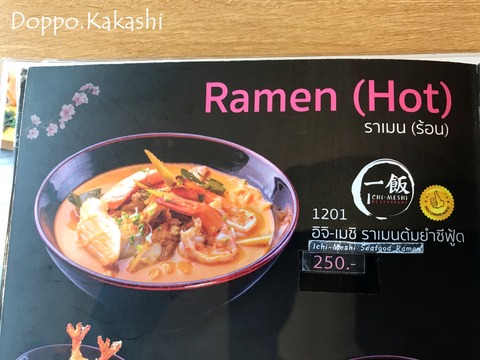 Doppo.Kakashi
Ramen (Hot)
ราเมน (ร้อน)
一飯
ICHI-MESHI
RESTAURANT
1201
อิจิ-เมชิ ราเมนต้มยำซีฟู้ด
Ichi-Meshi Seafood Ramen
250.-